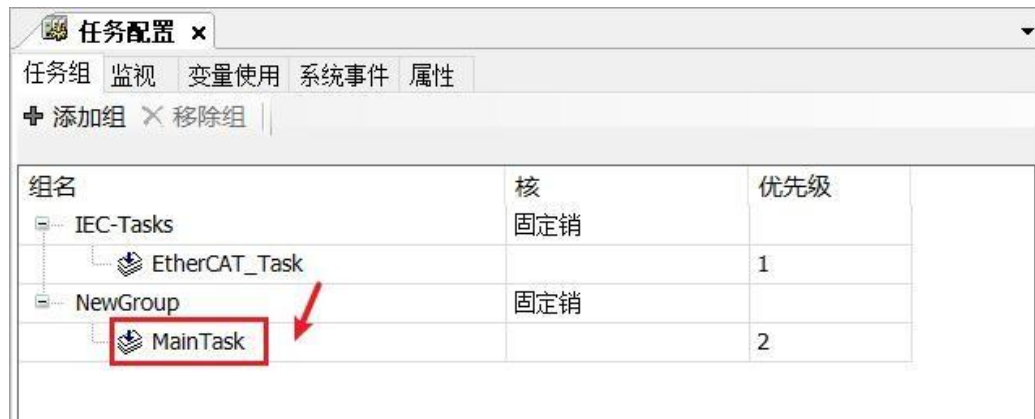 任务配置
任务组 监视 变量使用 系统事件 属性
添加组 移除组
组名 核 优先级
IEC-Tasks 固定销
EtherCAT_Task 1
NewGroup 固定销
MainTask 2